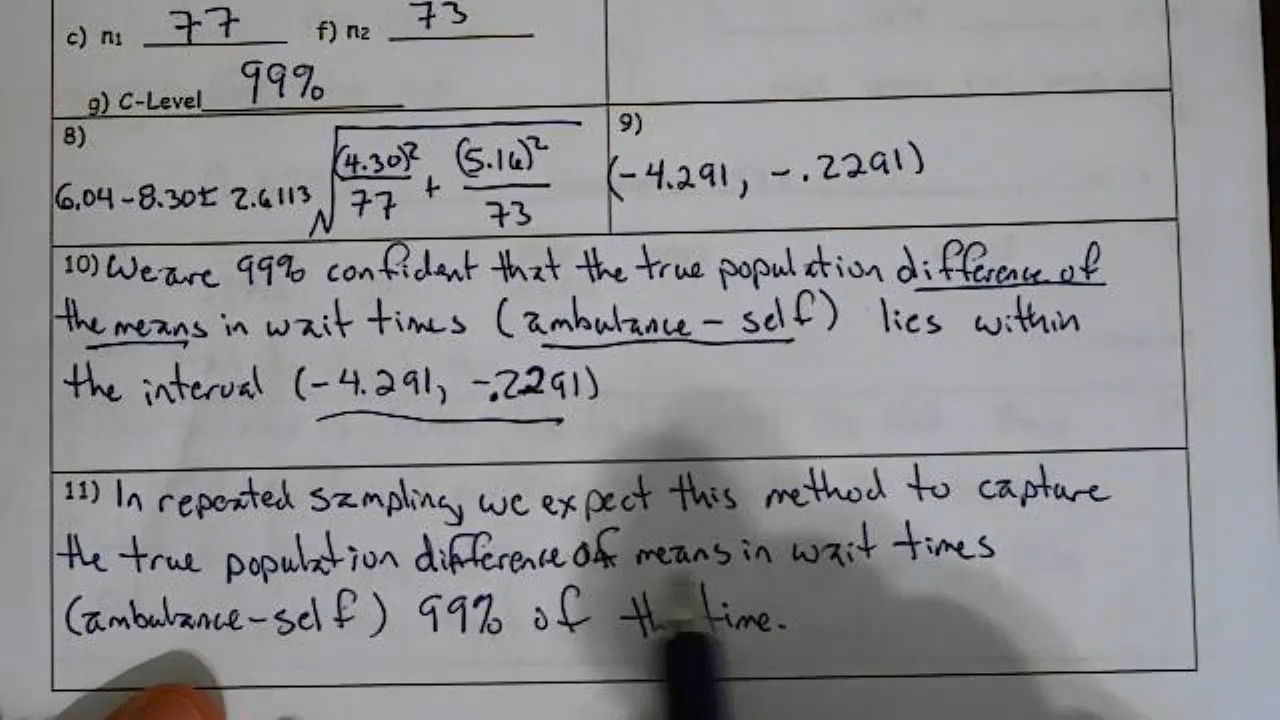 c) n1 77 f) n2 73
g) C-Level 99%
8)
6.04-8.30± 2.6113 √ (4.30)²/77 + (5.16)²/73
9)
(-4.291, -.2291)
10) We are 99% confident that the true population difference of
the means in wait times (ambulance - self) lies within
the interval (-4.291, -.2291)
11) In repeated sampling we expect this method to capture
the true population difference of means in wait times
(ambulance-self) 99% of the time.